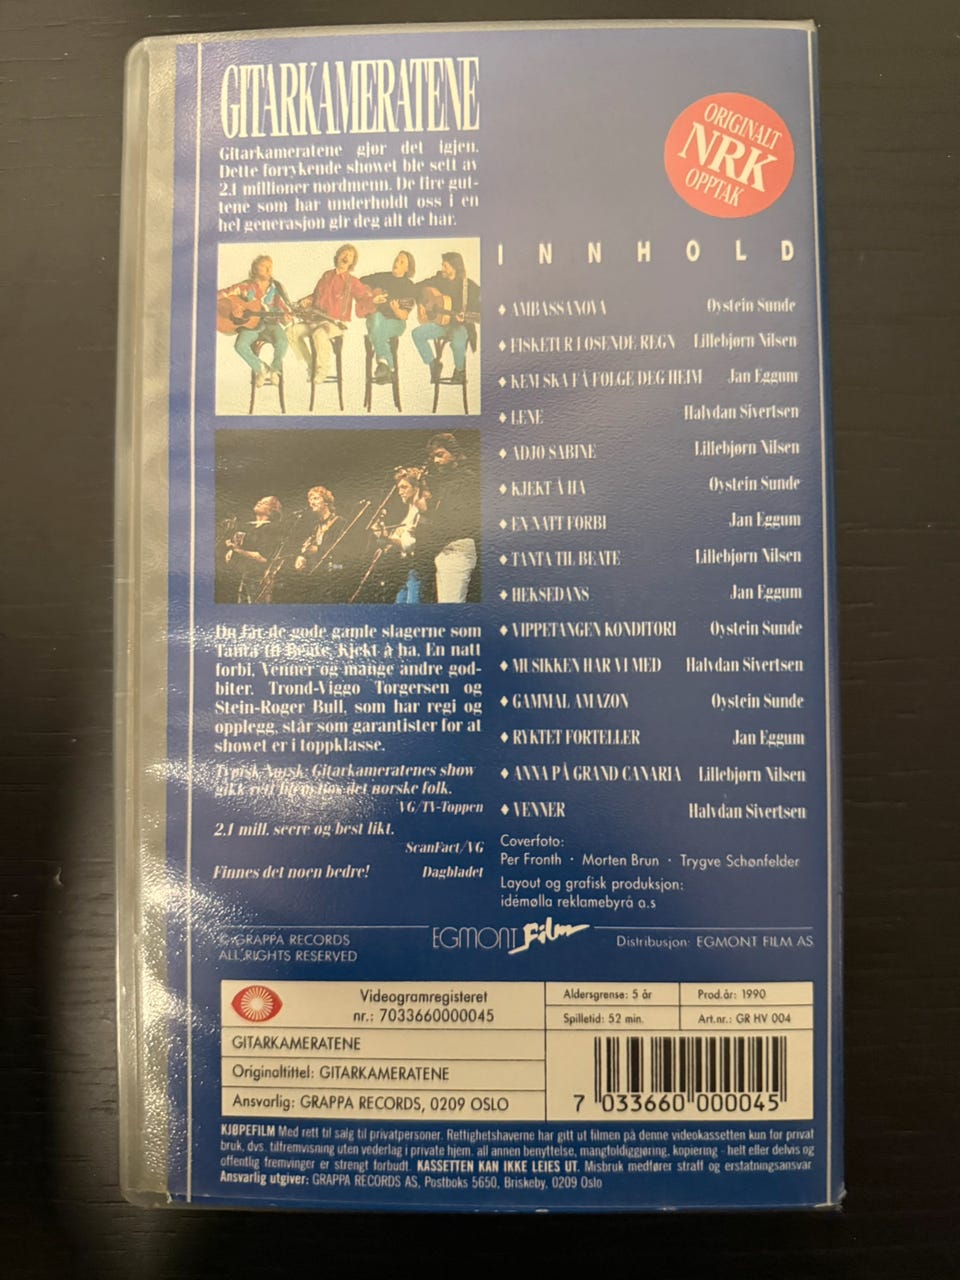 GITARKAMERATENE
Gitarkameratene gjør det igjen.
Dette forrykende showet ble sett av
2.1 millioner nordmenn. De fire gut-
tene som har underholdt oss i en
hel generasjon gir deg alt de har.
ORIGINALT
NRK
OPPTAK
INNHOLD
♦ AMBASSANOVA Øystein Sunde
♦ FISKETUR I ØSENDE REGN Lillebjørn Nilsen
♦ KEM SKA FÅ FØLGE DEG HEIM Jan Eggum
♦ LENE Halvdan Sivertsen
♦ ADJØ SABINE Lillebjørn Nilsen
♦ KJEKT Å HA Øystein Sunde
♦ EN NATT FORBI Jan Eggum
♦ TANTA TIL BEATE Lillebjørn Nilsen
♦ HEKSEDANS Jan Eggum
♦ VIPPETANGEN KONDITORI Øystein Sunde
♦ MUSIKKEN HAR VI MED Halvdan Sivertsen
♦ GAMMAL AMAZON Øystein Sunde
♦ RYKTET FORTELLER Jan Eggum
♦ ANNA PÅ GRAND CANARIA Lillebjørn Nilsen
♦ VENNER Halvdan Sivertsen
Du får de gode gamle slagerne som
Tanta til Beate, Kjekt å ha, En natt
forbi, Venner og mange andre god-
biter. Trond-Viggo Torgersen og
Stein-Roger Bull, som har regi og
opplegg, står som garantister for at
showet er i toppklasse.
Typisk Norsk: Gitarkameratenes show
gikk rett hjem hos det norske folk.
VG/TV-Toppen
2.1 mill. seere og best likt.
ScanFact/VG
Finnes det noen bedre! Dagbladet
Coverfoto:
Per Fronth · Morten Brun · Trygve Schønfelder
Layout og grafisk produksjon:
idémølla reklamebyrå a.s
© GRAPPA RECORDS
ALL RIGHTS RESERVED
EGMONT Film
Distribusjon: EGMONT FILM AS
Videogramregisteret
nr.: 7033660000045
Aldersgrense: 5 år
Prod.år: 1990
Spilletid: 52 min.
Art.nr.: GR HV 004
GITARKAMERATENE
Originaltittel: GITARKAMERATENE
Ansvarlig: GRAPPA RECORDS, 0209 OSLO
7 033660 000045
KJØPEFILM Med rett til salg til privatpersoner. Rettighetshaverne har gitt ut filmen på denne videokassetten kun for privat
bruk, dvs. tilfremvisning uten vederlag i private hjem, all annen benyttelse, mangfoldiggjøring, kopiering - helt eller delvis og
offentlig fremvinger er strengt forbudt. KASSETTEN KAN IKKE LEIES UT. Misbruk medfører straff og erstatningsansvar
Ansvarlig utgiver: GRAPPA RECORDS AS, Postboks 5650, Briskeby, 0209 Oslo